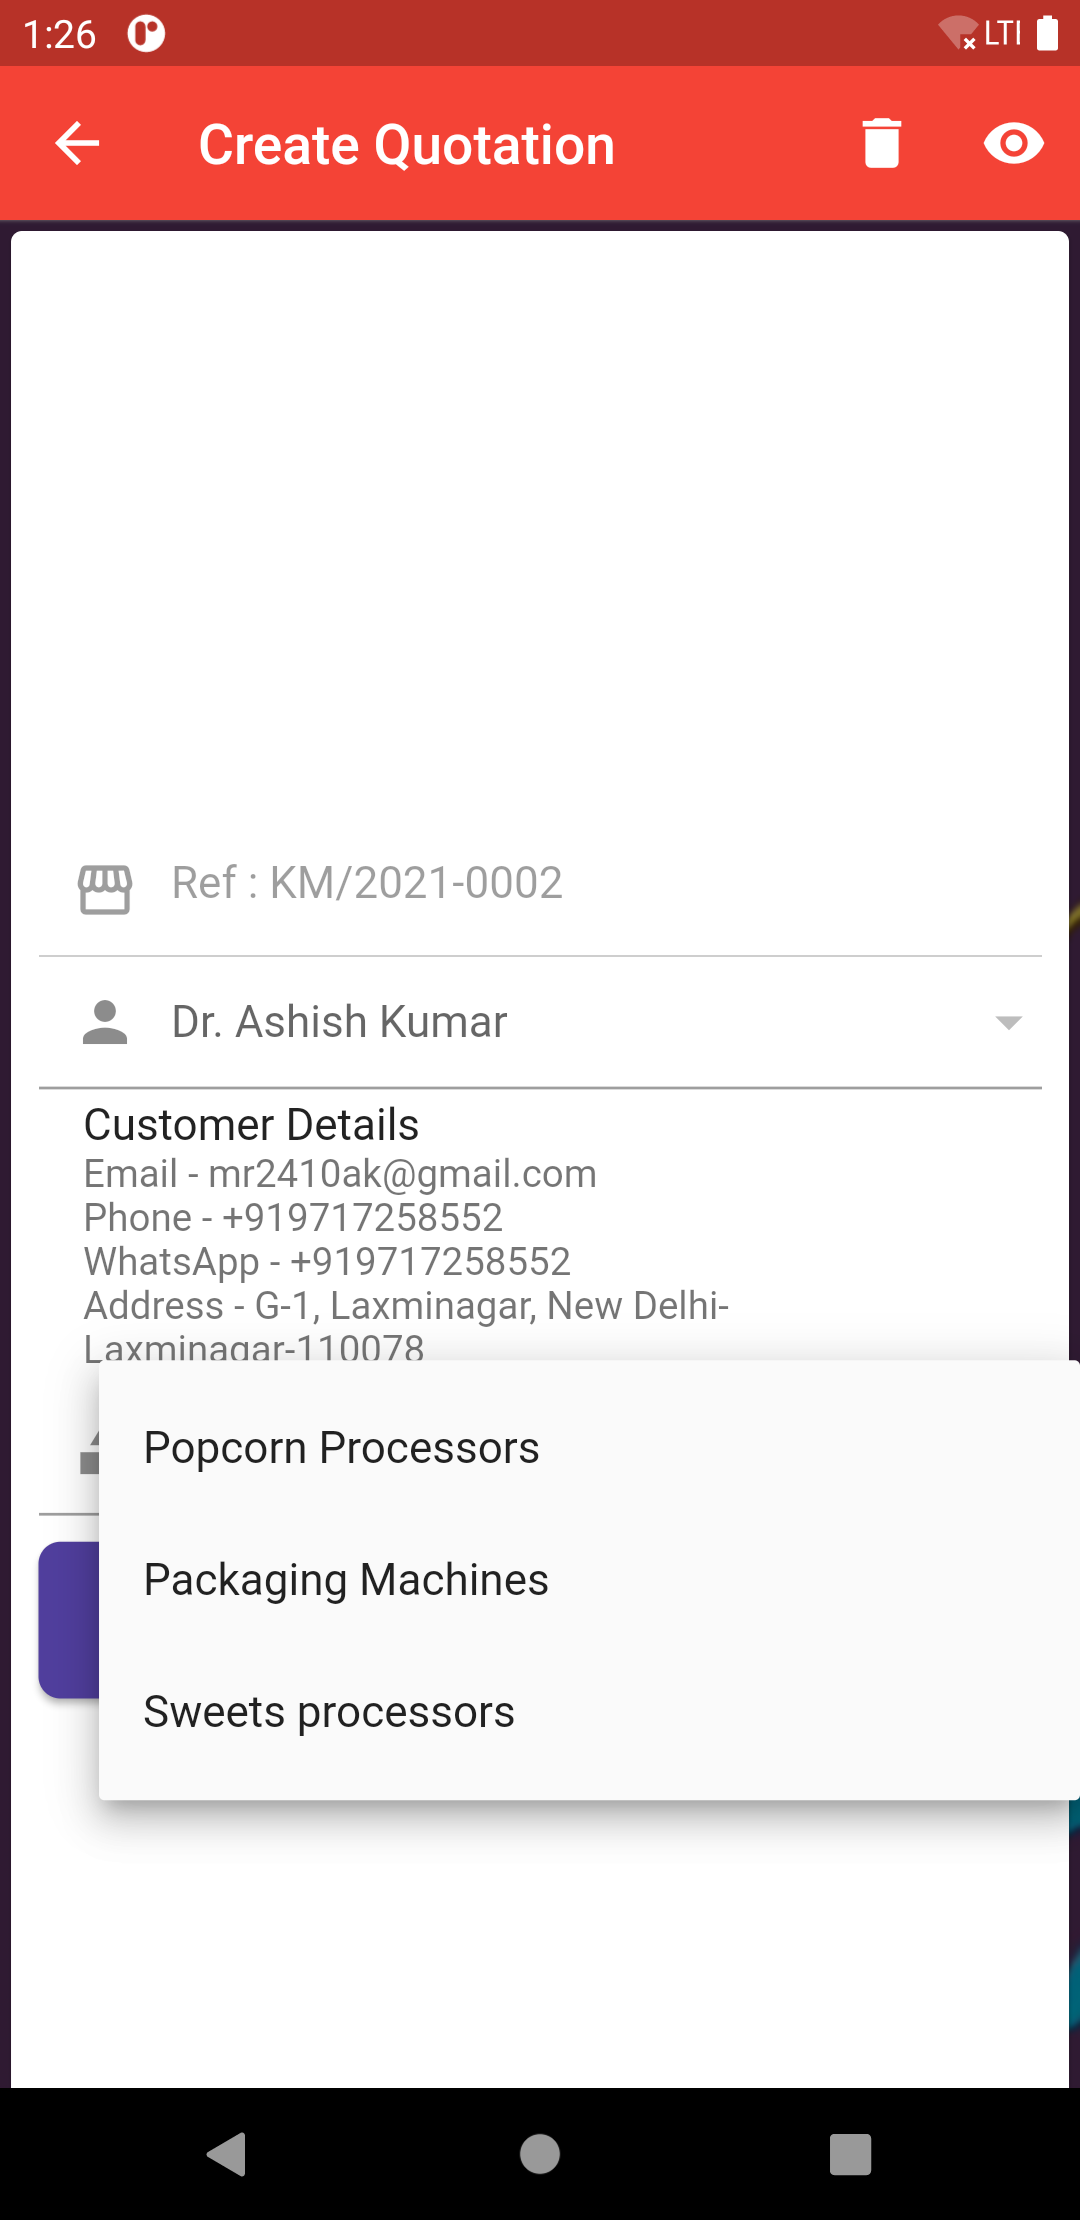 1:26
LTI
Create Quotation
Ref : KM/2021-0002
Dr. Ashish Kumar
Customer Details
Email - mr2410ak@gmail.com
Phone - +919717258552
WhatsApp - +919717258552
Address - G-1, Laxminagar, New Delhi-
Laxminagar-110078
Popcorn Processors
Packaging Machines
Sweets processors